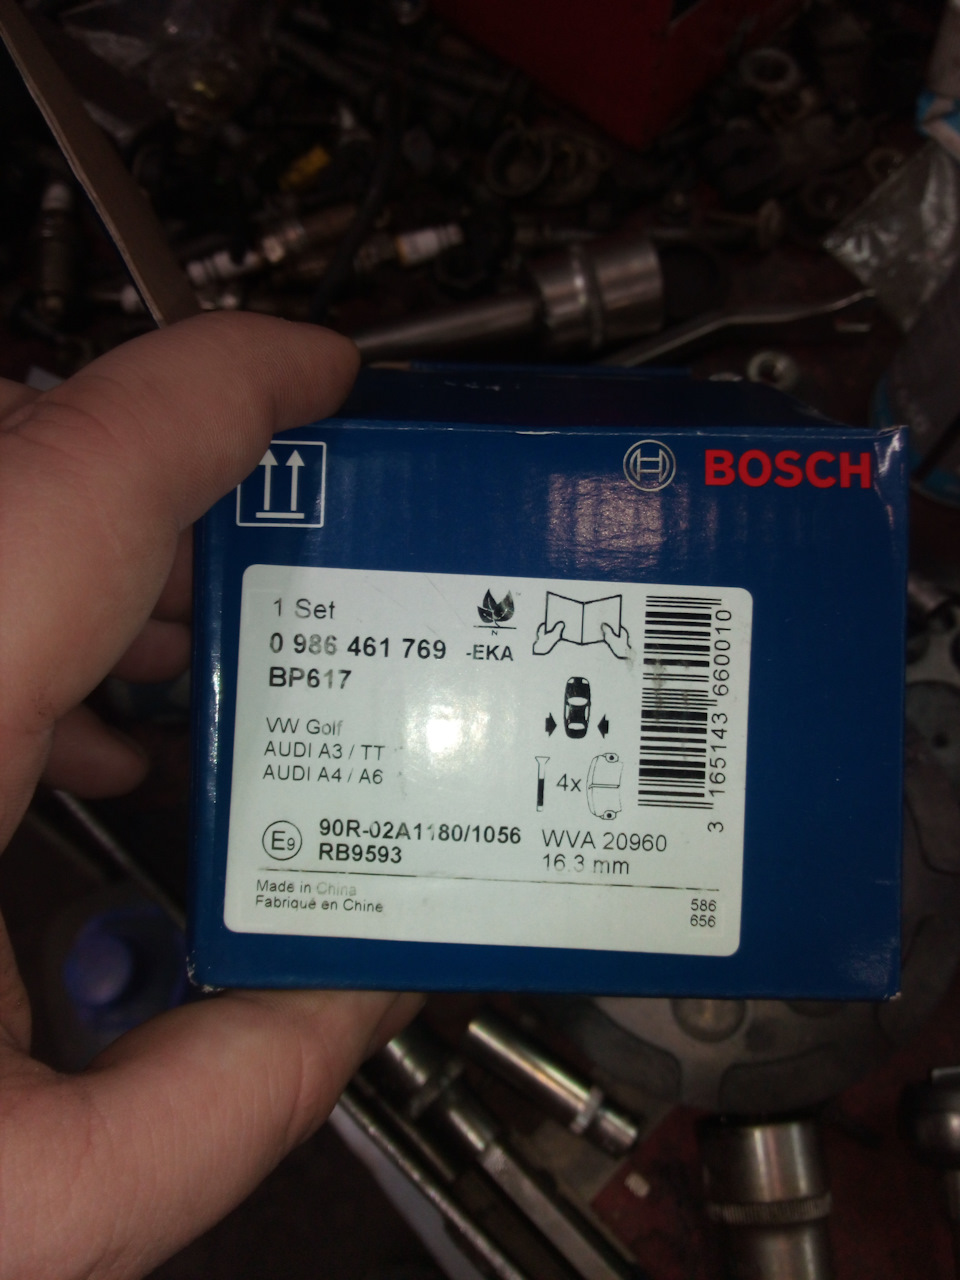 BOSCH
1 Set
0 986 461 769 -EKA
BP617
N
VW Golf
AUDI A3 / TT
AUDI A4 / A6
4x
E9
90R-02A1180/1056
RB9593
WVA 20960
16.3 mm
Made in China
Fabriqué en Chine
586
656
3 165143 660010